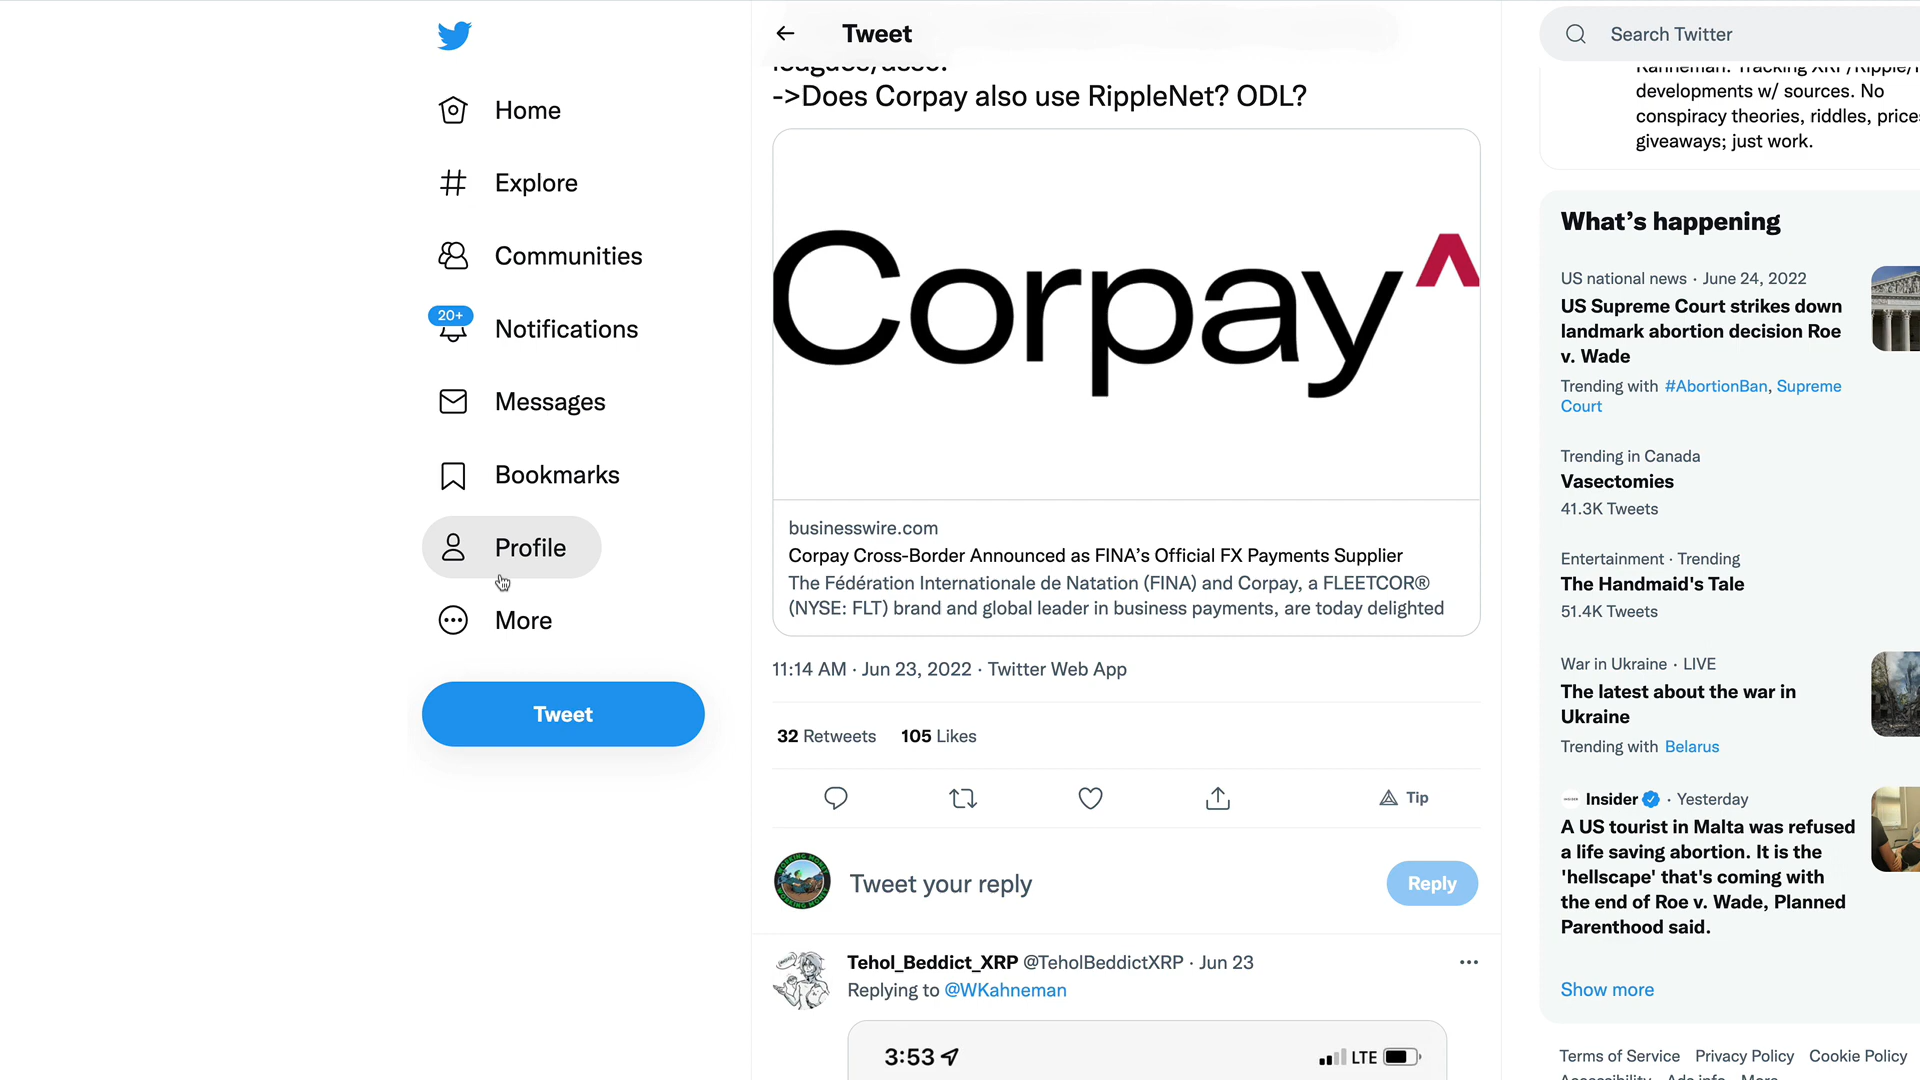 Home
Explore
Communities
20+
Notifications
Messages
Bookmarks
Profile
More
Tweet
Tweet
->Does Corpay also use RippleNet? ODL?
Corpay^
businesswire.com
Corpay Cross-Border Announced as FINA's Official FX Payments Supplier
The Fédération Internationale de Natation (FINA) and Corpay, a FLEETCOR®
(NYSE: FLT) brand and global leader in business payments, are today delighted
11:14 AM · Jun 23, 2022 · Twitter Web App
32 Retweets 105 Likes
Tip
Tweet your reply
Reply
Tehol_Beddict_XRP @TeholBeddictXRP · Jun 23
Replying to @WKahneman
3:53
LTE
Search Twitter
developments w/ sources. No
conspiracy theories, riddles, price
giveaways; just work.
What's happening
US national news · June 24, 2022
US Supreme Court strikes down
landmark abortion decision Roe
v. Wade
Trending with #AbortionBan, Supreme
Court
Trending in Canada
Vasectomies
41.3K Tweets
Entertainment · Trending
The Handmaid's Tale
51.4K Tweets
War in Ukraine · LIVE
The latest about the war in
Ukraine
Trending with Belarus
Insider · Yesterday
A US tourist in Malta was refused
a life saving abortion. It is the
'hellscape' that's coming with
the end of Roe v. Wade, Planned
Parenthood said.
Show more
Terms of Service Privacy Policy Cookie Policy